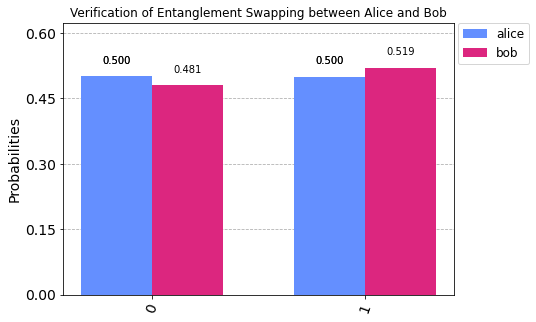 Verification of Entanglement Swapping between Alice and Bob
alice
bob
0.60
0.45
0.30
0.15
0.00
Probabilities
0.500
0.481
0.500
0.519
0
1